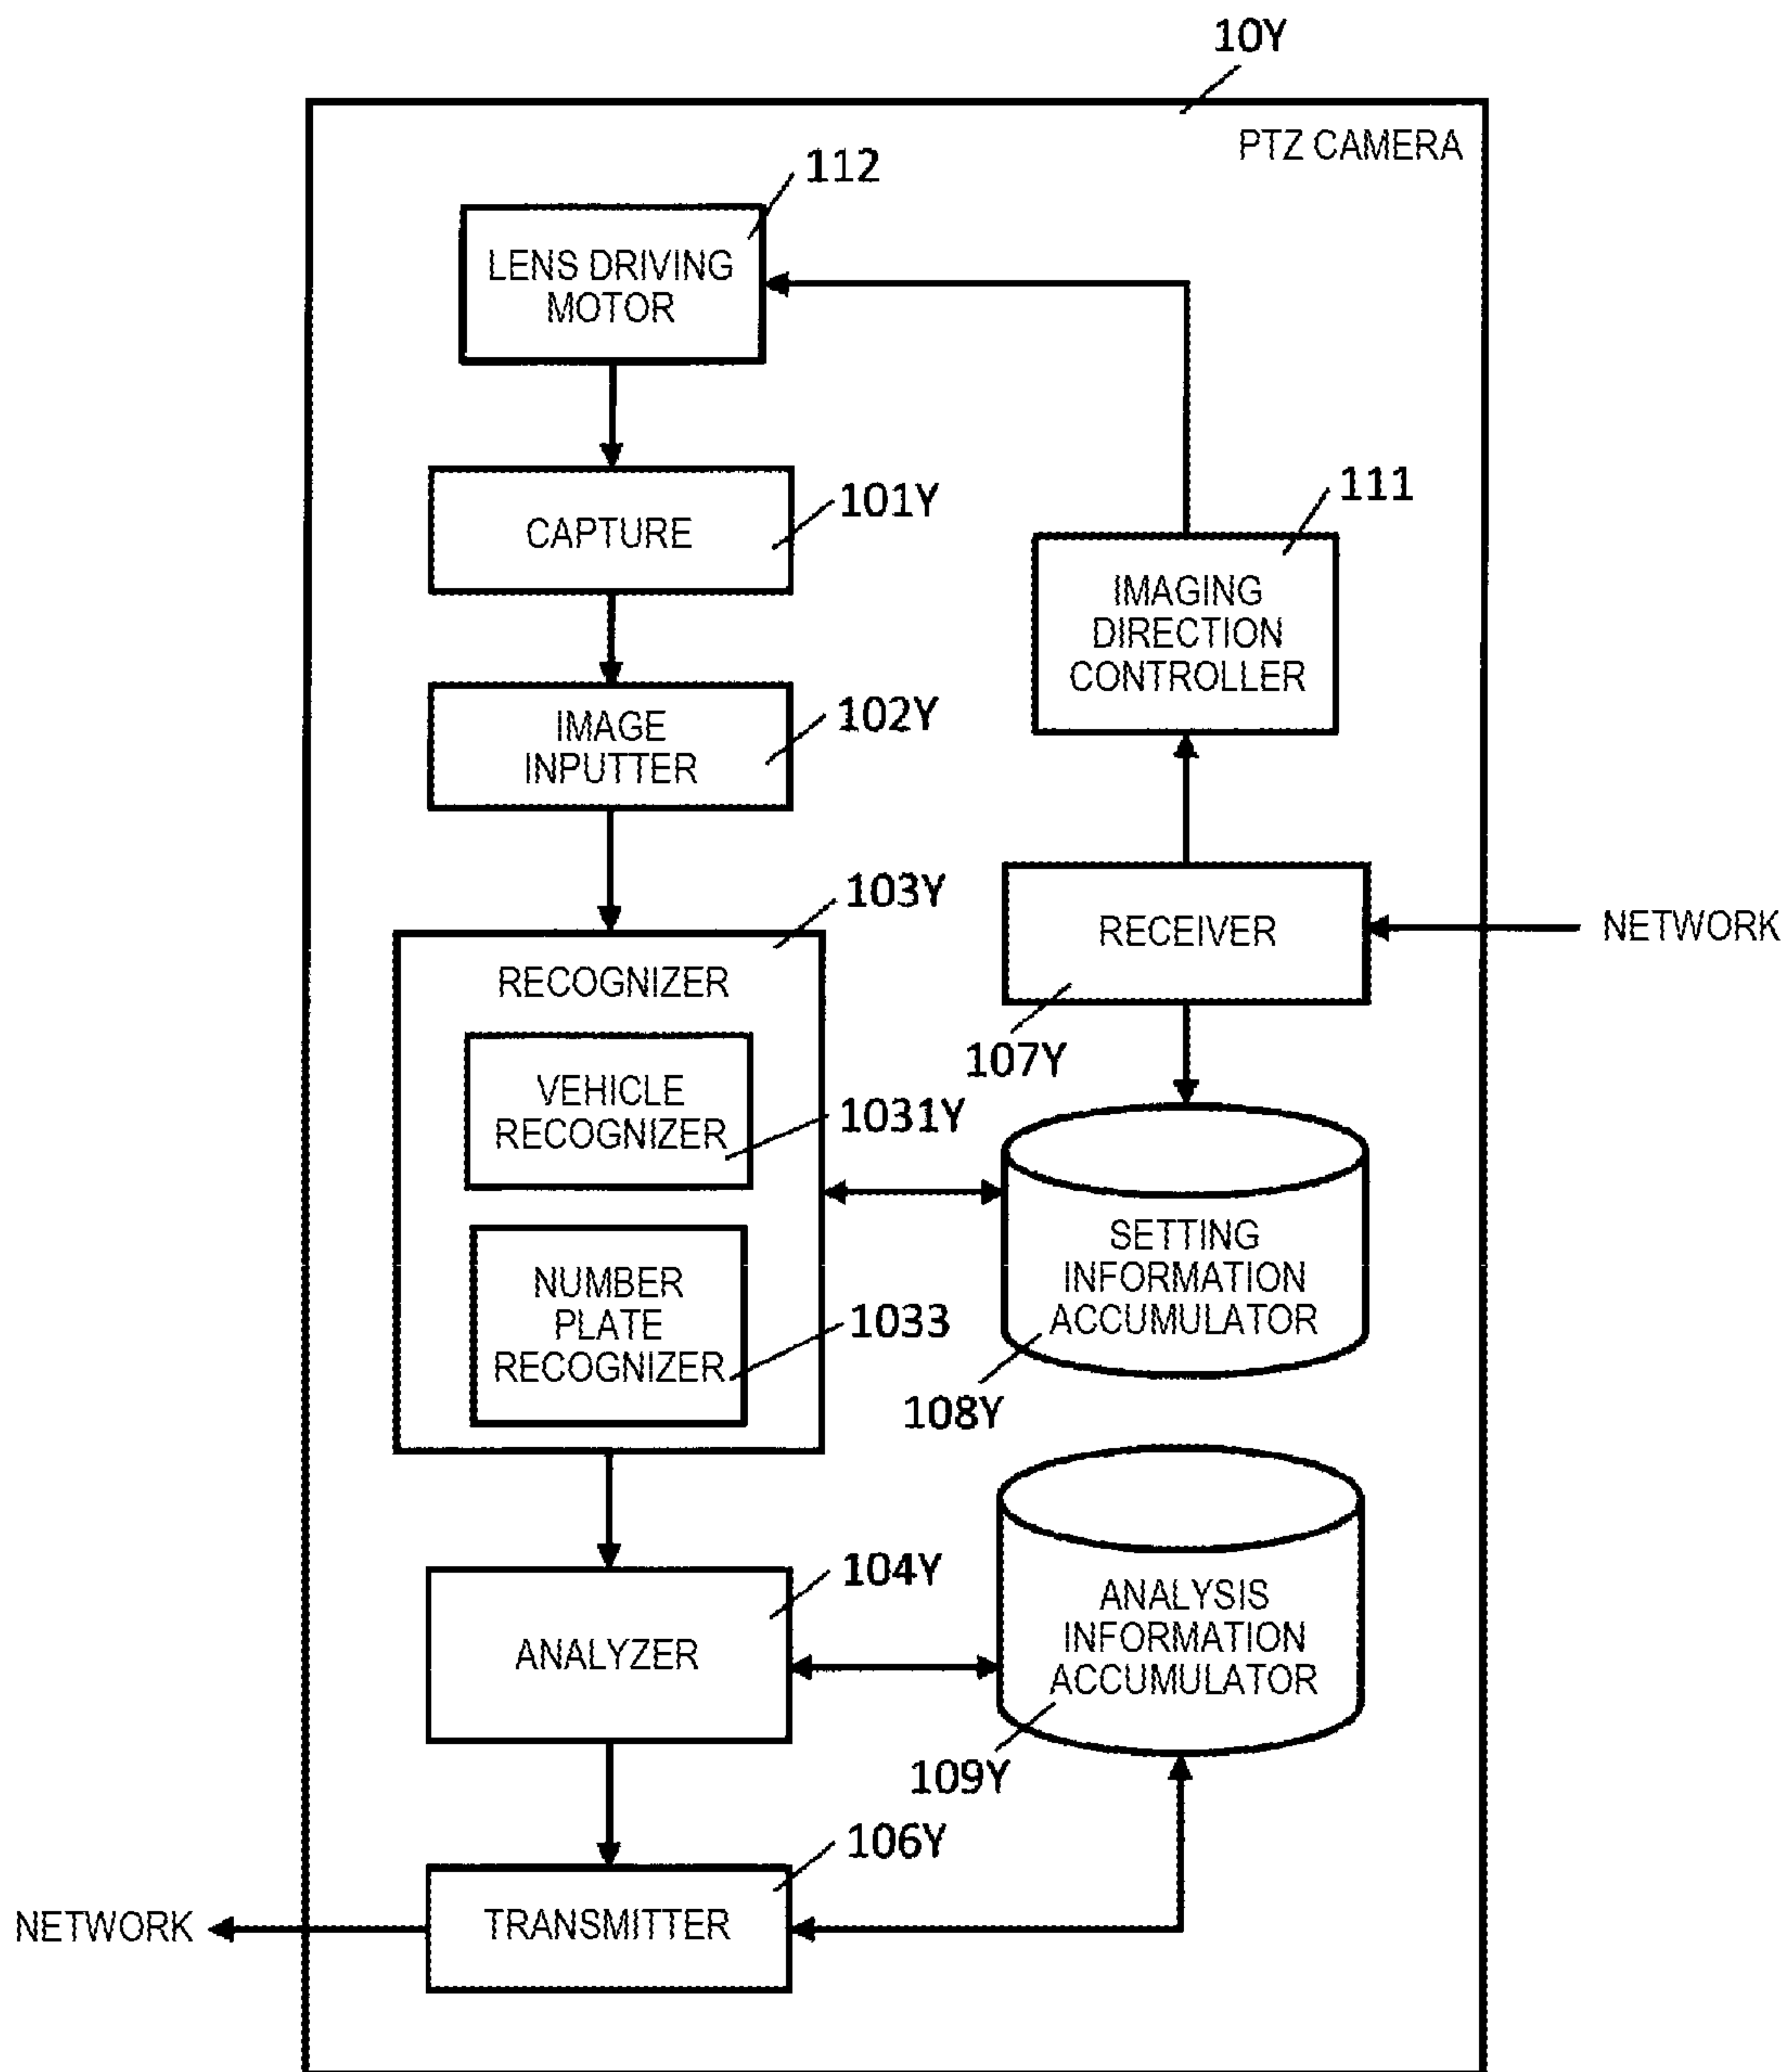 10Y
PTZ CAMERA
112
LENS DRIVING
MOTOR
CAPTURE
101Y
111
IMAGING
DIRECTION
CONTROLLER
IMAGE
INPUTTER
102Y
103Y
RECOGNIZER
RECEIVER
NETWORK
107Y
VEHICLE
RECOGNIZER
1031Y
SETTING
INFORMATION
ACCUMULATOR
108Y
NUMBER
PLATE
RECOGNIZER
1033
104Y
ANALYZER
ANALYSIS
INFORMATION
ACCUMULATOR
109Y
106Y
TRANSMITTER
NETWORK